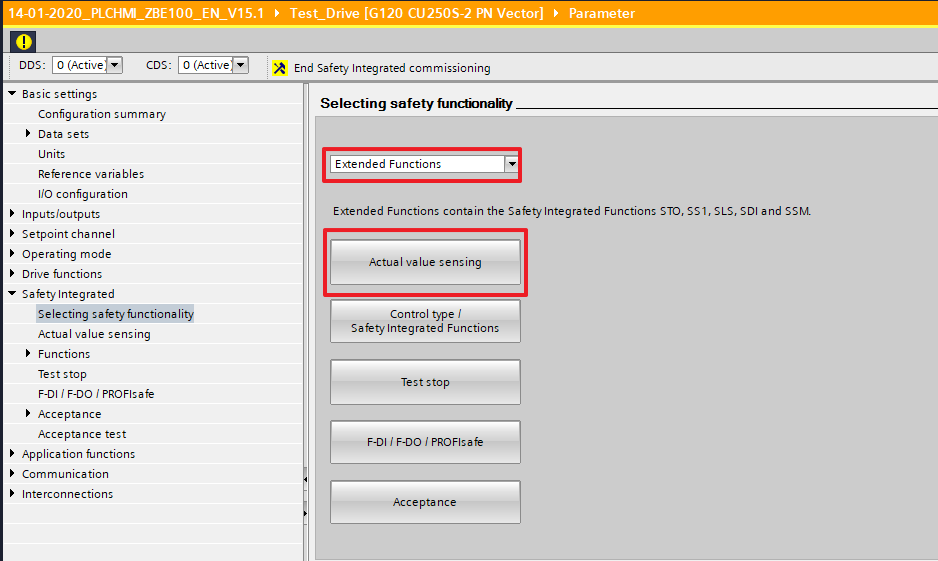 14-01-2020_PLCHMI_ZBE100_EN_V15.1 Test_Drive [G120 CU250S-2 PN Vector] Parameter
DDS: 0 (Active) CDS: 0 (Active) End Safety Integrated commissioning
Basic settings
Configuration summary
Data sets
Units
Reference variables
I/O configuration
Inputs/outputs
Setpoint channel
Operating mode
Drive functions
Safety Integrated
Selecting safety functionality
Actual value sensing
Functions
Test stop
F-DI / F-DO / PROFIsafe
Acceptance
Acceptance test
Application functions
Communication
Interconnections
Selecting safety functionality
Extended Functions
Extended Functions contain the Safety Integrated Functions STO, SS1, SLS, SDI and SSM.
Actual value sensing
Control type /
Safety Integrated Functions
Test stop
F-DI / F-DO / PROFIsafe
Acceptance